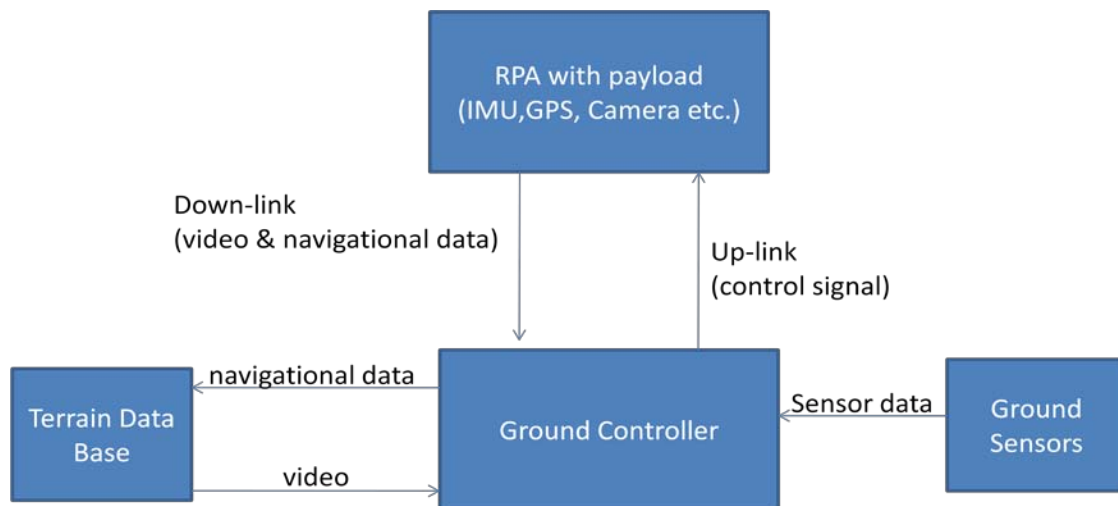 RPA with payload
(IMU,GPS, Camera etc.)
Down-link
(video & navigational data)
Up-link
(control signal)
navigational data
Terrain Data
Base
video
Ground Controller
Sensor data
Ground
Sensors